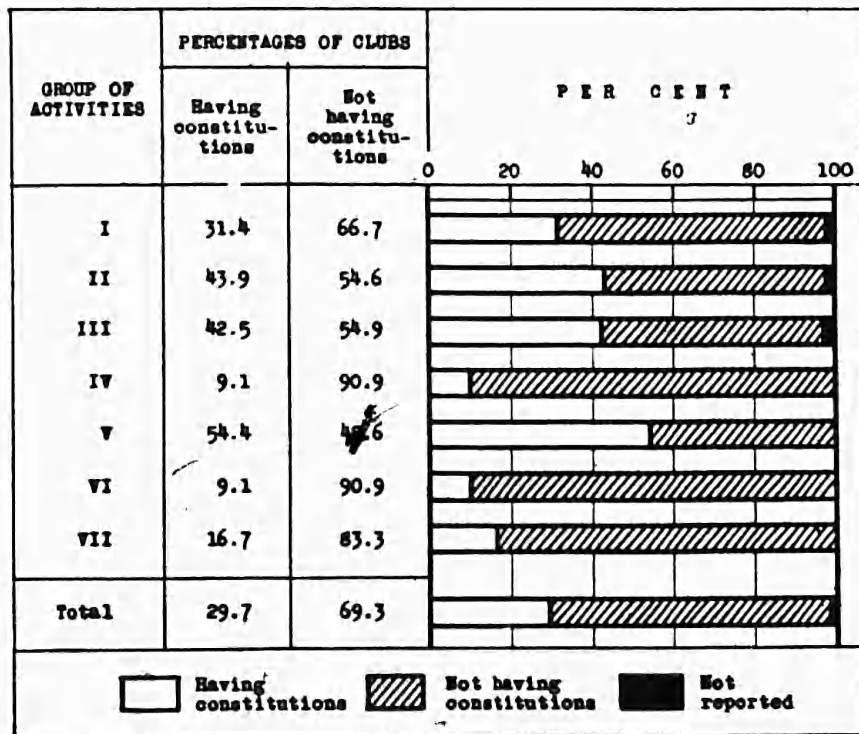 PERCENTAGES OF CLUBS
GROUP OF
ACTIVITIES
Having
constitu-
tions
Not
having
constitu-
tions
PER CENT
0 20 40 60 80 100
I 31.4 66.7
II 43.9 54.6
III 42.5 54.9
IV 9.1 90.9
V 54.4
VI 9.1 90.9
VII 16.7 83.3
Total 29.7 69.3
Having
constitutions
Not having
constitutions
Not
reported